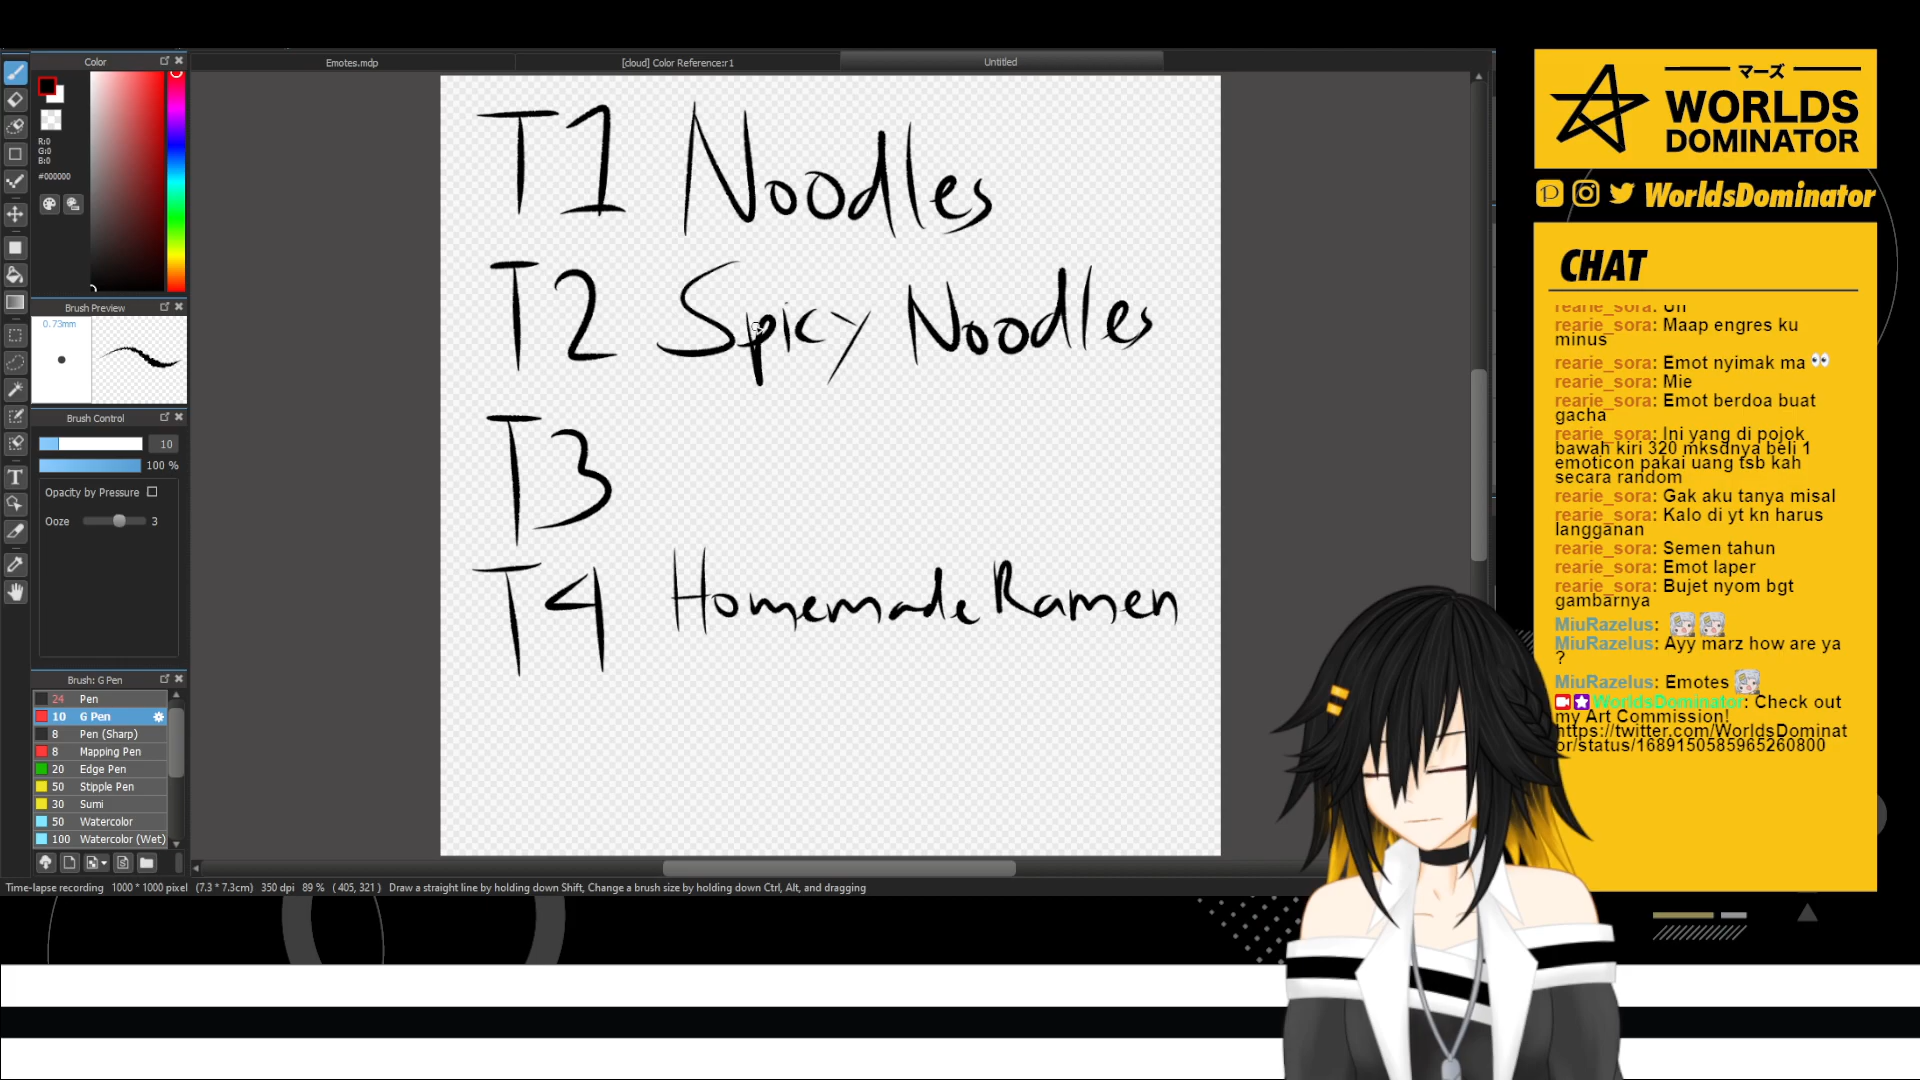 Color
Emotes.mdp
[cloud] Color Reference:r1
Untitled
R:0
G:0
B:0
#000000
Brush Preview
0.73mm
Brush Control
10
100 %
Opacity by Pressure
Ooze 3
Brush: G Pen
24 Pen
10 G Pen
8 Pen (Sharp)
8 Mapping Pen
20 Edge Pen
50 Stipple Pen
30 Sumi
50 Watercolor
100 Watercolor (Wet)
Time-lapse recording 1000 * 1000 pixel (7.3 * 7.3cm) 350 dpi 89 % ( 405, 321 ) Draw a straight line by holding down Shift, Change a brush size by holding down Ctrl, Alt, and dragging
T1 Noodles
T2 Spicy Noodles
T3
T4 Homemade Ramen
マーズ
WORLDS
DOMINATOR
WorldsDominator
CHAT
rearie_sora: Un
rearie_sora: Maap engres ku
minus
rearie_sora: Emot nyimak ma 👀
rearie_sora: Mie
rearie_sora: Emot berdoa buat
gacha
rearie_sora: Ini yang di pojok
bawah kiri 320 mksdnya beli 1
emoticon pakai uang tsb kah
secara random
rearie_sora: Gak aku tanya misal
rearie_sora: Kalo di yt kn harus
langganan
rearie_sora: Semen tahun
rearie_sora: Emot laper
rearie_sora: Bujet nyom bgt
gambarnya
MiuRazelus:
MiuRazelus: Ayy marz how are ya
?
MiuRazelus: Emotes
WorldsDominator: Check out
my Art Commission!
https://twitter.com/WorldsDominat
or/status/1689150585965260800